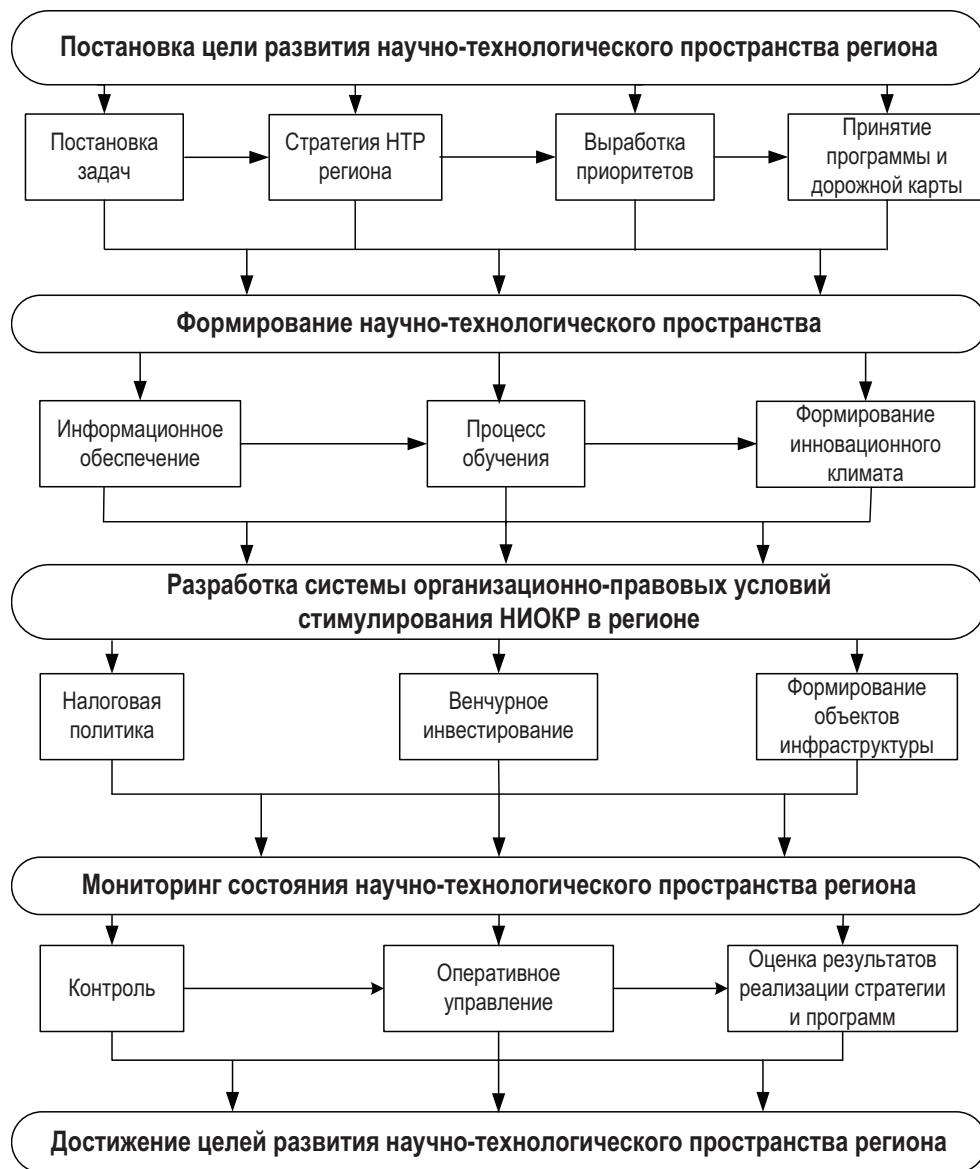 Постановка цели развития научно-технологического пространства региона
Постановка
задач
Стратегия НТР
региона
Выработка
приоритетов
Принятие
программы и
дорожной карты
Формирование научно-технологического пространства
Информационное
обеспечение
Процесс
обучения
Формирование
инновационного
климата
Разработка системы организационно-правовых условий
стимулирования НИОКР в регионе
Налоговая
политика
Венчурное
инвестирование
Формирование
объектов
инфраструктуры
Мониторинг состояния научно-технологического пространства региона
Контроль
Оперативное
управление
Оценка результатов
реализации стратегии
и программ
Достижение целей развития научно-технологического пространства региона